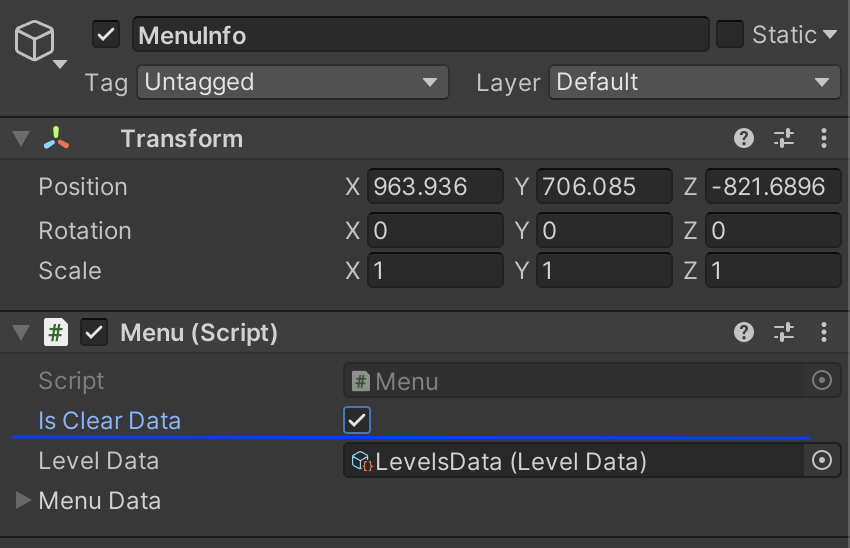 MenuInfo Static
Tag Untagged Layer Default
Transform
Position X 963.936 Y 706.085 Z -821.6896
Rotation X 0 Y 0 Z 0
Scale X 1 Y 1 Z 1
# Menu (Script)
Script # Menu
Is Clear Data
Level Data LevelsData (Level Data)
Menu Data